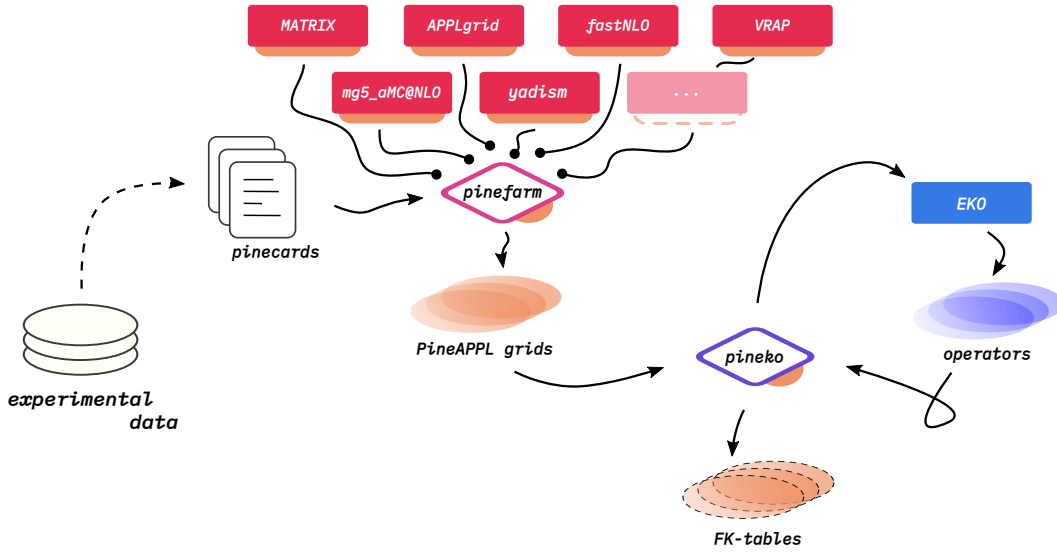 MATRIX
APPLgrid
fastNLO
VRAP
mg5_aMC@NLO
yadism
...
pinefarm
pinecards
EKO
PineAPPL grids
pineko
operators
experimental
data
FK-tables